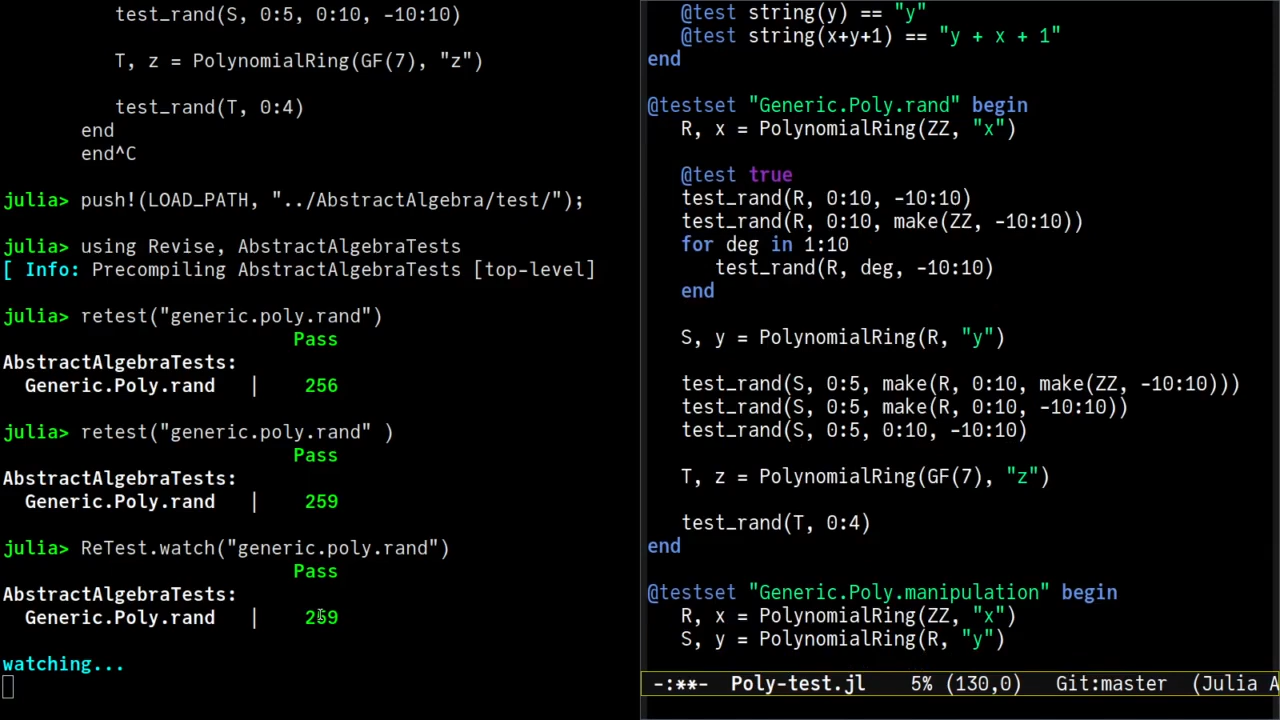 test_rand(S, 0:5, 0:10, -10:10)
T, z = PolynomialRing(GF(7), "z")
test_rand(T, 0:4)
end
end^C
julia> push!(LOAD_PATH, "../AbstractAlgebra/test/");
julia> using Revise, AbstractAlgebraTests
[ Info: Precompiling AbstractAlgebraTests [top-level]
julia> retest("generic.poly.rand")
Pass
AbstractAlgebraTests:
Generic.Poly.rand | 256
julia> retest("generic.poly.rand" )
Pass
AbstractAlgebraTests:
Generic.Poly.rand | 259
julia> ReTest.watch("generic.poly.rand")
Pass
AbstractAlgebraTests:
Generic.Poly.rand | 259
watching...
@test string(y) == "y"
@test string(x+y+1) == "y + x + 1"
end
@testset "Generic.Poly.rand" begin
R, x = PolynomialRing(ZZ, "x")
@test true
test_rand(R, 0:10, -10:10)
test_rand(R, 0:10, make(ZZ, -10:10))
for deg in 1:10
test_rand(R, deg, -10:10)
end
S, y = PolynomialRing(R, "y")
test_rand(S, 0:5, make(R, 0:10, make(ZZ, -10:10)))
test_rand(S, 0:5, make(R, 0:10, -10:10))
test_rand(S, 0:5, 0:10, -10:10)
T, z = PolynomialRing(GF(7), "z")
test_rand(T, 0:4)
end
@testset "Generic.Poly.manipulation" begin
R, x = PolynomialRing(ZZ, "x")
S, y = PolynomialRing(R, "y")
-:**- Poly-test.jl 5% (130,0) Git:master (Julia A